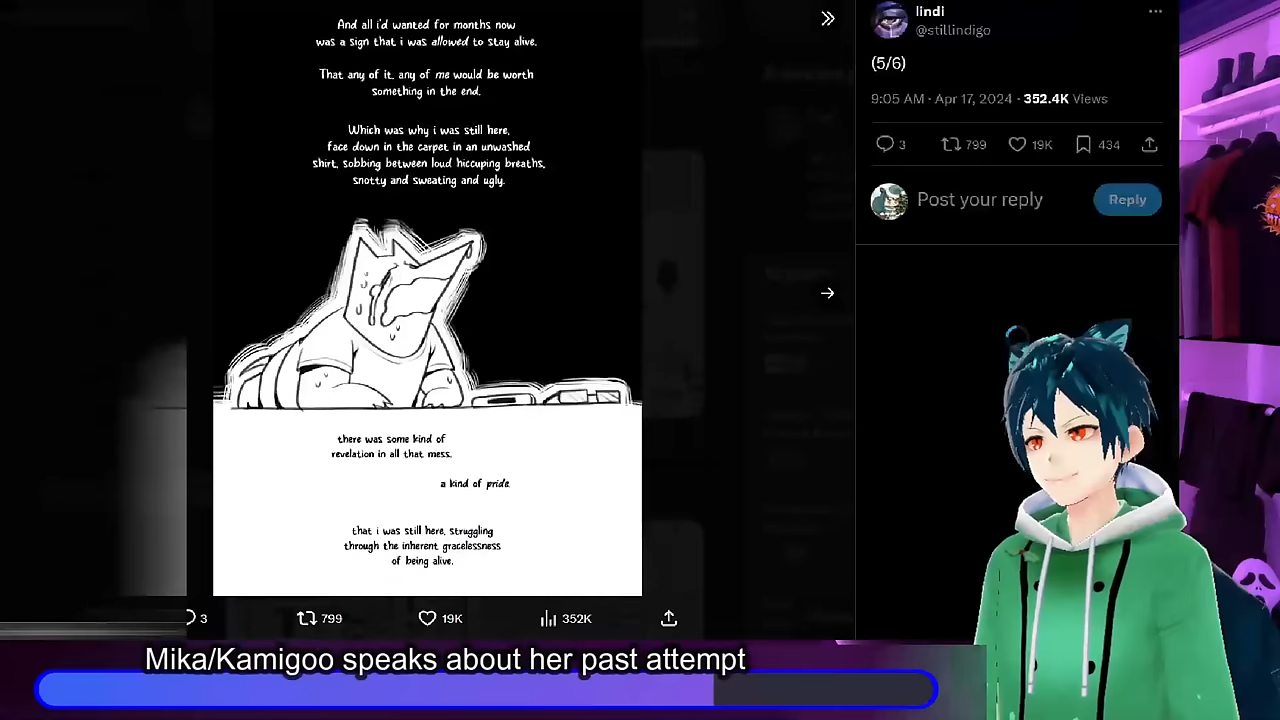 And all i'd wanted for months now
was a sign that i was allowed to stay alive.
That any of it, any of me would be worth
something in the end.
Which was why i was still here,
face down in the carpet in an unwashed
shirt, sobbing between loud hiccuping breaths,
snotty and sweating and ugly.
there was some kind of
revelation in all that mess.
a kind of pride.
that i was still here, struggling
through the inherent gracelessness
of being alive.
3
799
19K
352K
lindi
@stillindigo
(5/6)
9:05 AM · Apr 17, 2024 · 352.4K Views
3
799
19K
434
Post your reply
Reply
Mika/Kamigoo speaks about her past attempt